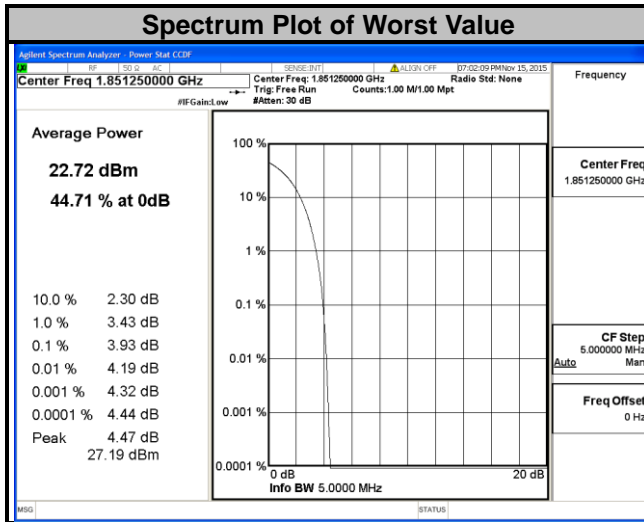 Spectrum Plot of Worst Value
Agilent Spectrum Analyzer - Power Stat CCDF
RF 50 Ω AC SENSE:INT ALIGN OFF 07:02:09 PM Nov 15, 2015
Center Freq 1.851250000 GHz
Center Freq: 1.851250000 GHz Radio Std: None
Trig: Free Run Counts:1.00 M/1.00 Mpt
#IFGain:Low #Atten: 30 dB
Frequency
Average Power
22.72 dBm
44.71 % at 0dB
10.0 % 2.30 dB
1.0 % 3.43 dB
0.1 % 3.93 dB
0.01 % 4.19 dB
0.001 % 4.32 dB
0.0001 % 4.44 dB
Peak 4.47 dB
27.19 dBm
100 %
10 %
1 %
0.1 %
0.01 %
0.001 %
0.0001 %
0 dB 20 dB
Info BW 5.0000 MHz
Center Freq
1.851250000 GHz
CF Step
5.000000 MHz
Auto Man
Freq Offset
0 Hz
MSG STATUS